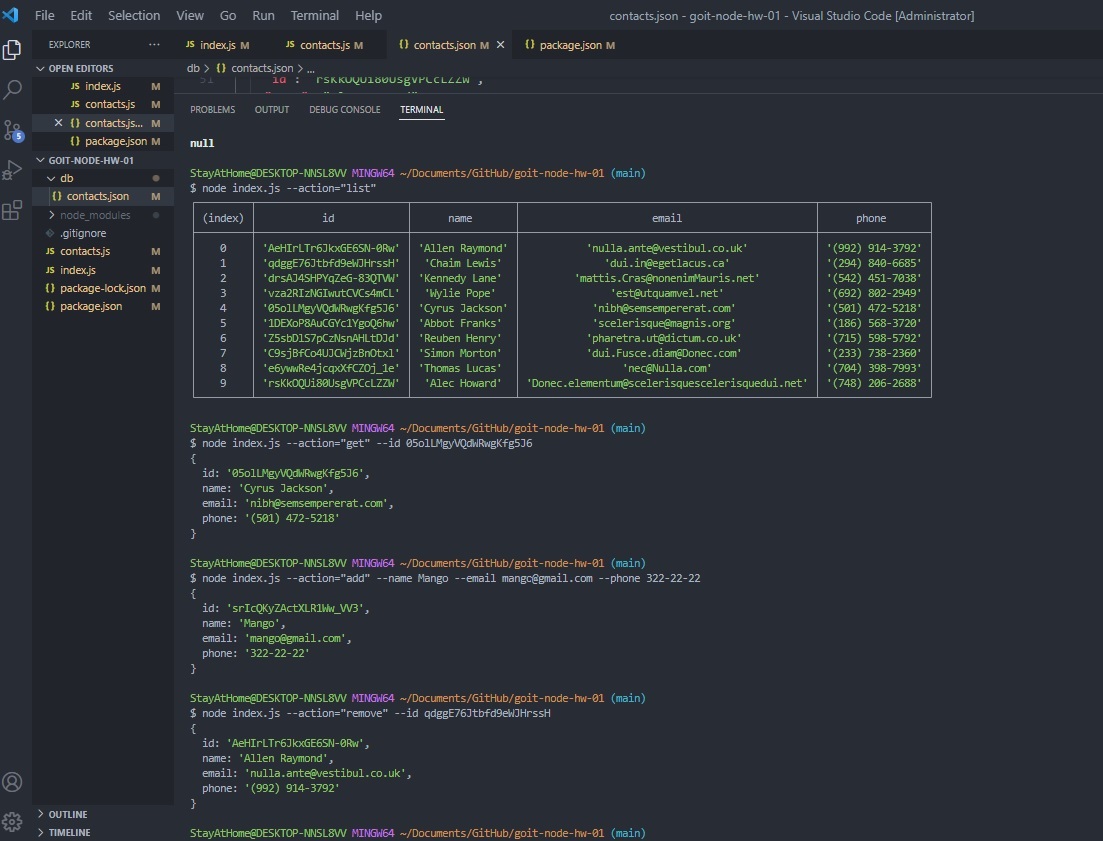 File Edit Selection View Go Run Terminal Help contacts.json - goit-node-hw-01 - Visual Studio Code [Administrator]
EXPLORER ...
JS index.js M JS contacts.js M {} contacts.json M × {} package.json M
OPEN EDITORS
JS index.js M
JS contacts.js M
× {} contacts.js... M
{} package.json M
GOIT-NODE-HW-01
db
{} contacts.json M
node_modules
.gitignore
JS contacts.js M
JS index.js M
{} package-lock.json M
{} package.json M
OUTLINE
TIMELINE
5
db > {} contacts.json > ...
51 "id": "rsKkOQUi80UsgVPCcLZZW",
PROBLEMS OUTPUT DEBUG CONSOLE TERMINAL
null
StayAtHome@DESKTOP-NNSL8VV MINGW64 ~/Documents/GitHub/goit-node-hw-01 (main)
$ node index.js --action="list"
(index) id name email phone
0 'AeHIrLTr6JkxGE6SN-0Rw' 'Allen Raymond' 'nulla.ante@vestibul.co.uk' '(992) 914-3792'
1 'qdggE76Jtbfd9eWJHrssH' 'Chaim Lewis' 'dui.in@egetlacus.ca' '(294) 840-6685'
2 'drsAJ4SHPYqZeG-83QTVW' 'Kennedy Lane' 'mattis.Cras@nonenimMauris.net' '(542) 451-7038'
3 'vza2RIzNGIwutCVCs4mCL' 'Wylie Pope' 'est@utquamvel.net' '(692) 802-2949'
4 '05olLMgyVQdWRwgKfg5J6' 'Cyrus Jackson' 'nibh@semsempererat.com' '(501) 472-5218'
5 '1DEXoP8AuCGYc1YgoQ6hw' 'Abbot Franks' 'scelerisque@magnis.org' '(186) 568-3720'
6 'Z5sbDlS7pCzNsnAHLtDJd' 'Reuben Henry' 'pharetra.ut@dictum.co.uk' '(715) 598-5792'
7 'C9sjBfCo4UJCWjzBnOtxl' 'Simon Morton' 'dui.Fusce.diam@Donec.com' '(233) 738-2360'
8 'e6ywwRe4jcqxXfCZOj_1e' 'Thomas Lucas' 'nec@Nulla.com' '(704) 398-7993'
9 'rsKkOQUi80UsgVPCcLZZW' 'Alec Howard' 'Donec.elementum@scelerisquescelerisquedui.net' '(748) 206-2688'
StayAtHome@DESKTOP-NNSL8VV MINGW64 ~/Documents/GitHub/goit-node-hw-01 (main)
$ node index.js --action="get" --id 05olLMgyVQdWRwgKfg5J6
{
id: '05olLMgyVQdWRwgKfg5J6',
name: 'Cyrus Jackson',
email: 'nibh@semsempererat.com',
phone: '(501) 472-5218'
}
StayAtHome@DESKTOP-NNSL8VV MINGW64 ~/Documents/GitHub/goit-node-hw-01 (main)
$ node index.js --action="add" --name Mango --email mango@gmail.com --phone 322-22-22
{
id: 'srIcQKyZActXLR1Ww_VV3',
name: 'Mango',
email: 'mango@gmail.com',
phone: '322-22-22'
}
StayAtHome@DESKTOP-NNSL8VV MINGW64 ~/Documents/GitHub/goit-node-hw-01 (main)
$ node index.js --action="remove" --id qdggE76Jtbfd9eWJHrssH
{
id: 'AeHIrLTr6JkxGE6SN-0Rw',
name: 'Allen Raymond',
email: 'nulla.ante@vestibul.co.uk',
phone: '(992) 914-3792'
}
StayAtHome@DESKTOP-NNSL8VV MINGW64 ~/Documents/GitHub/goit-node-hw-01 (main)